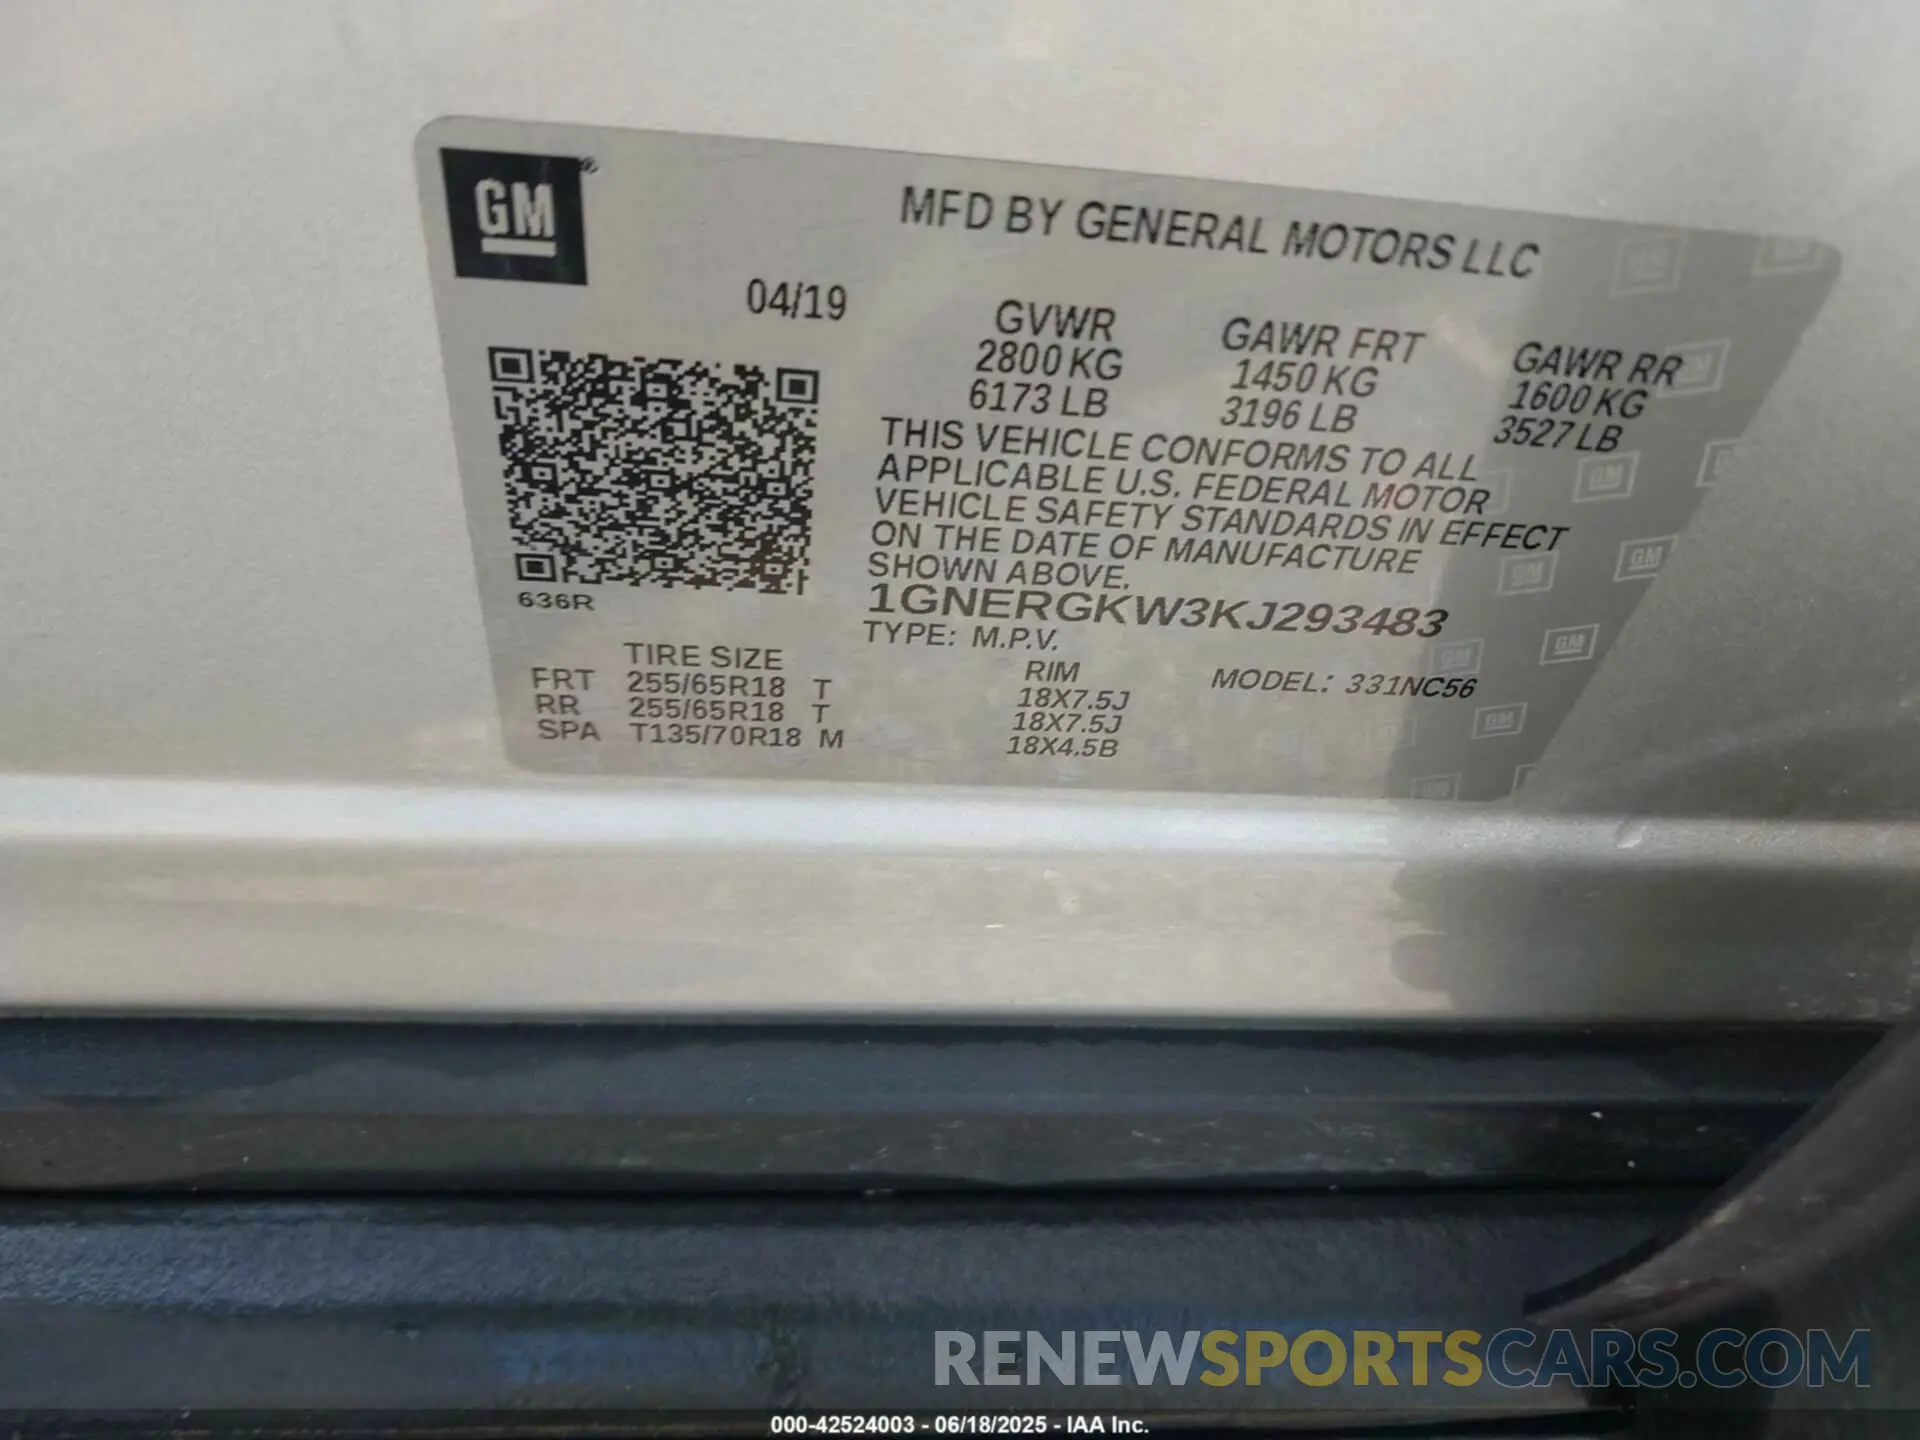 GM®
MFD BY GENERAL MOTORS LLC
04/19
GVWR GAWR FRT GAWR RR
2800 KG 1450 KG 1600 KG
6173 LB 3196 LB 3527 LB
THIS VEHICLE CONFORMS TO ALL
APPLICABLE U.S. FEDERAL MOTOR
VEHICLE SAFETY STANDARDS IN EFFECT
ON THE DATE OF MANUFACTURE
SHOWN ABOVE.
636R
1GNERGKW3KJ293483
TYPE: M.P.V.
TIRE SIZE RIM MODEL: 331NC56
FRT 255/65R18 T 18X7.5J
RR 255/65R18 T 18X7.5J
SPA T135/70R18 M 18X4.5B
RENEWSPORTSCARS.COM
000-42524003 - 06/18/2025 - IAA Inc.